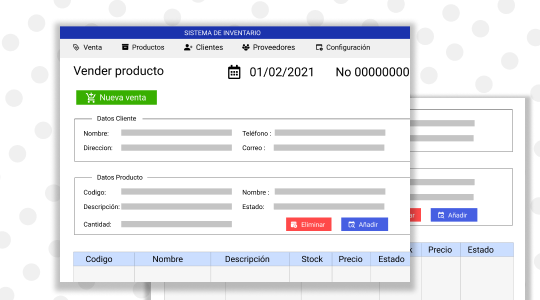 SISTEMA DE INVENTARIO
Venta Productos Clientes Proveedores Configuración
Vender producto 01/02/2021 No 00000000
Nueva venta
Datos Cliente
Nombre: Teléfono :
Direccion: Correo :
Datos Producto
Codigo: Nombre :
Descripción: Estado:
Cantidad: Eliminar Añadir
Codigo Nombre Descripción Stock Precio Estado
ar Añadir
k Precio Estado